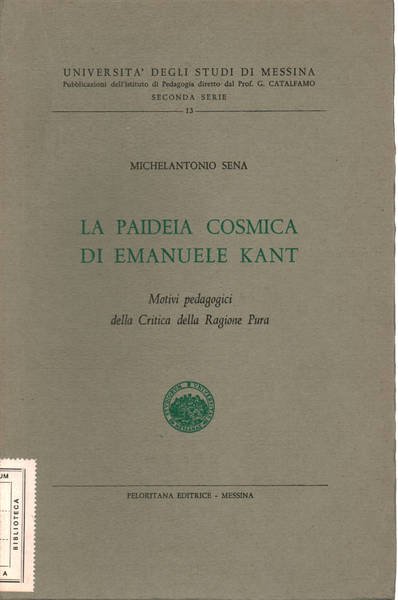 UNIVERSITA' DEGLI STUDI DI MESSINA
Pubblicazioni dell'istituto di Pedagogia diretto dal Prof. G. CATALFAMO
SECONDA SERIE
13
MICHELANTONIO SENA
LA PAIDEIA COSMICA
DI EMANUELE KANT
Motivi pedagogici
della Critica della Ragione Pura
PELORITANA EDITRICE - MESSINA
UM
BIBLIOTECA
A